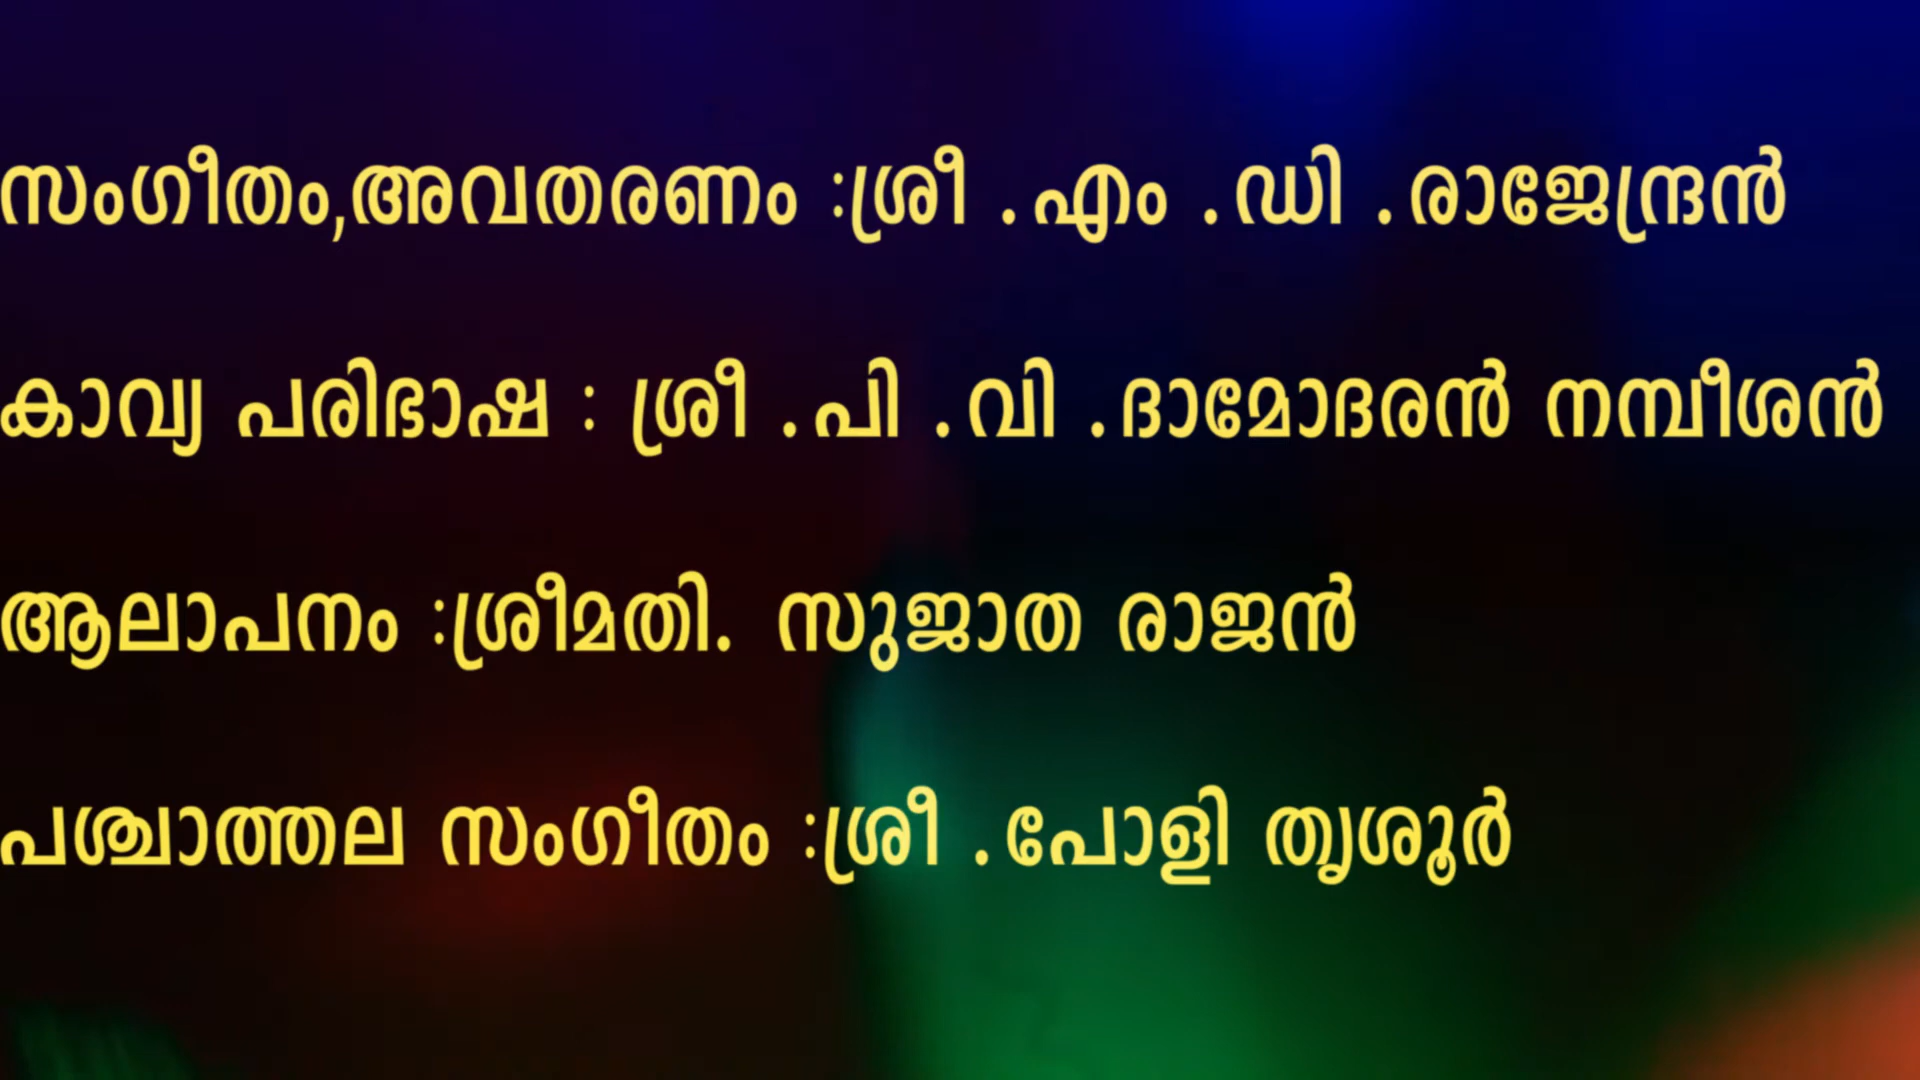 സംഗീതം,അവതരണം :ശ്രീ .എം .ഡി .രാജേന്ദ്രൻ
കാവ്യ പരിഭാഷ : ശ്രീ .പി .വി .ദാമോദരൻ നമ്പീശൻ
ആലാപനം :ശ്രീമതി. സുജാത രാജൻ
പശ്ചാത്തല സംഗീതം :ശ്രീ .പോളി തൃശൂർ